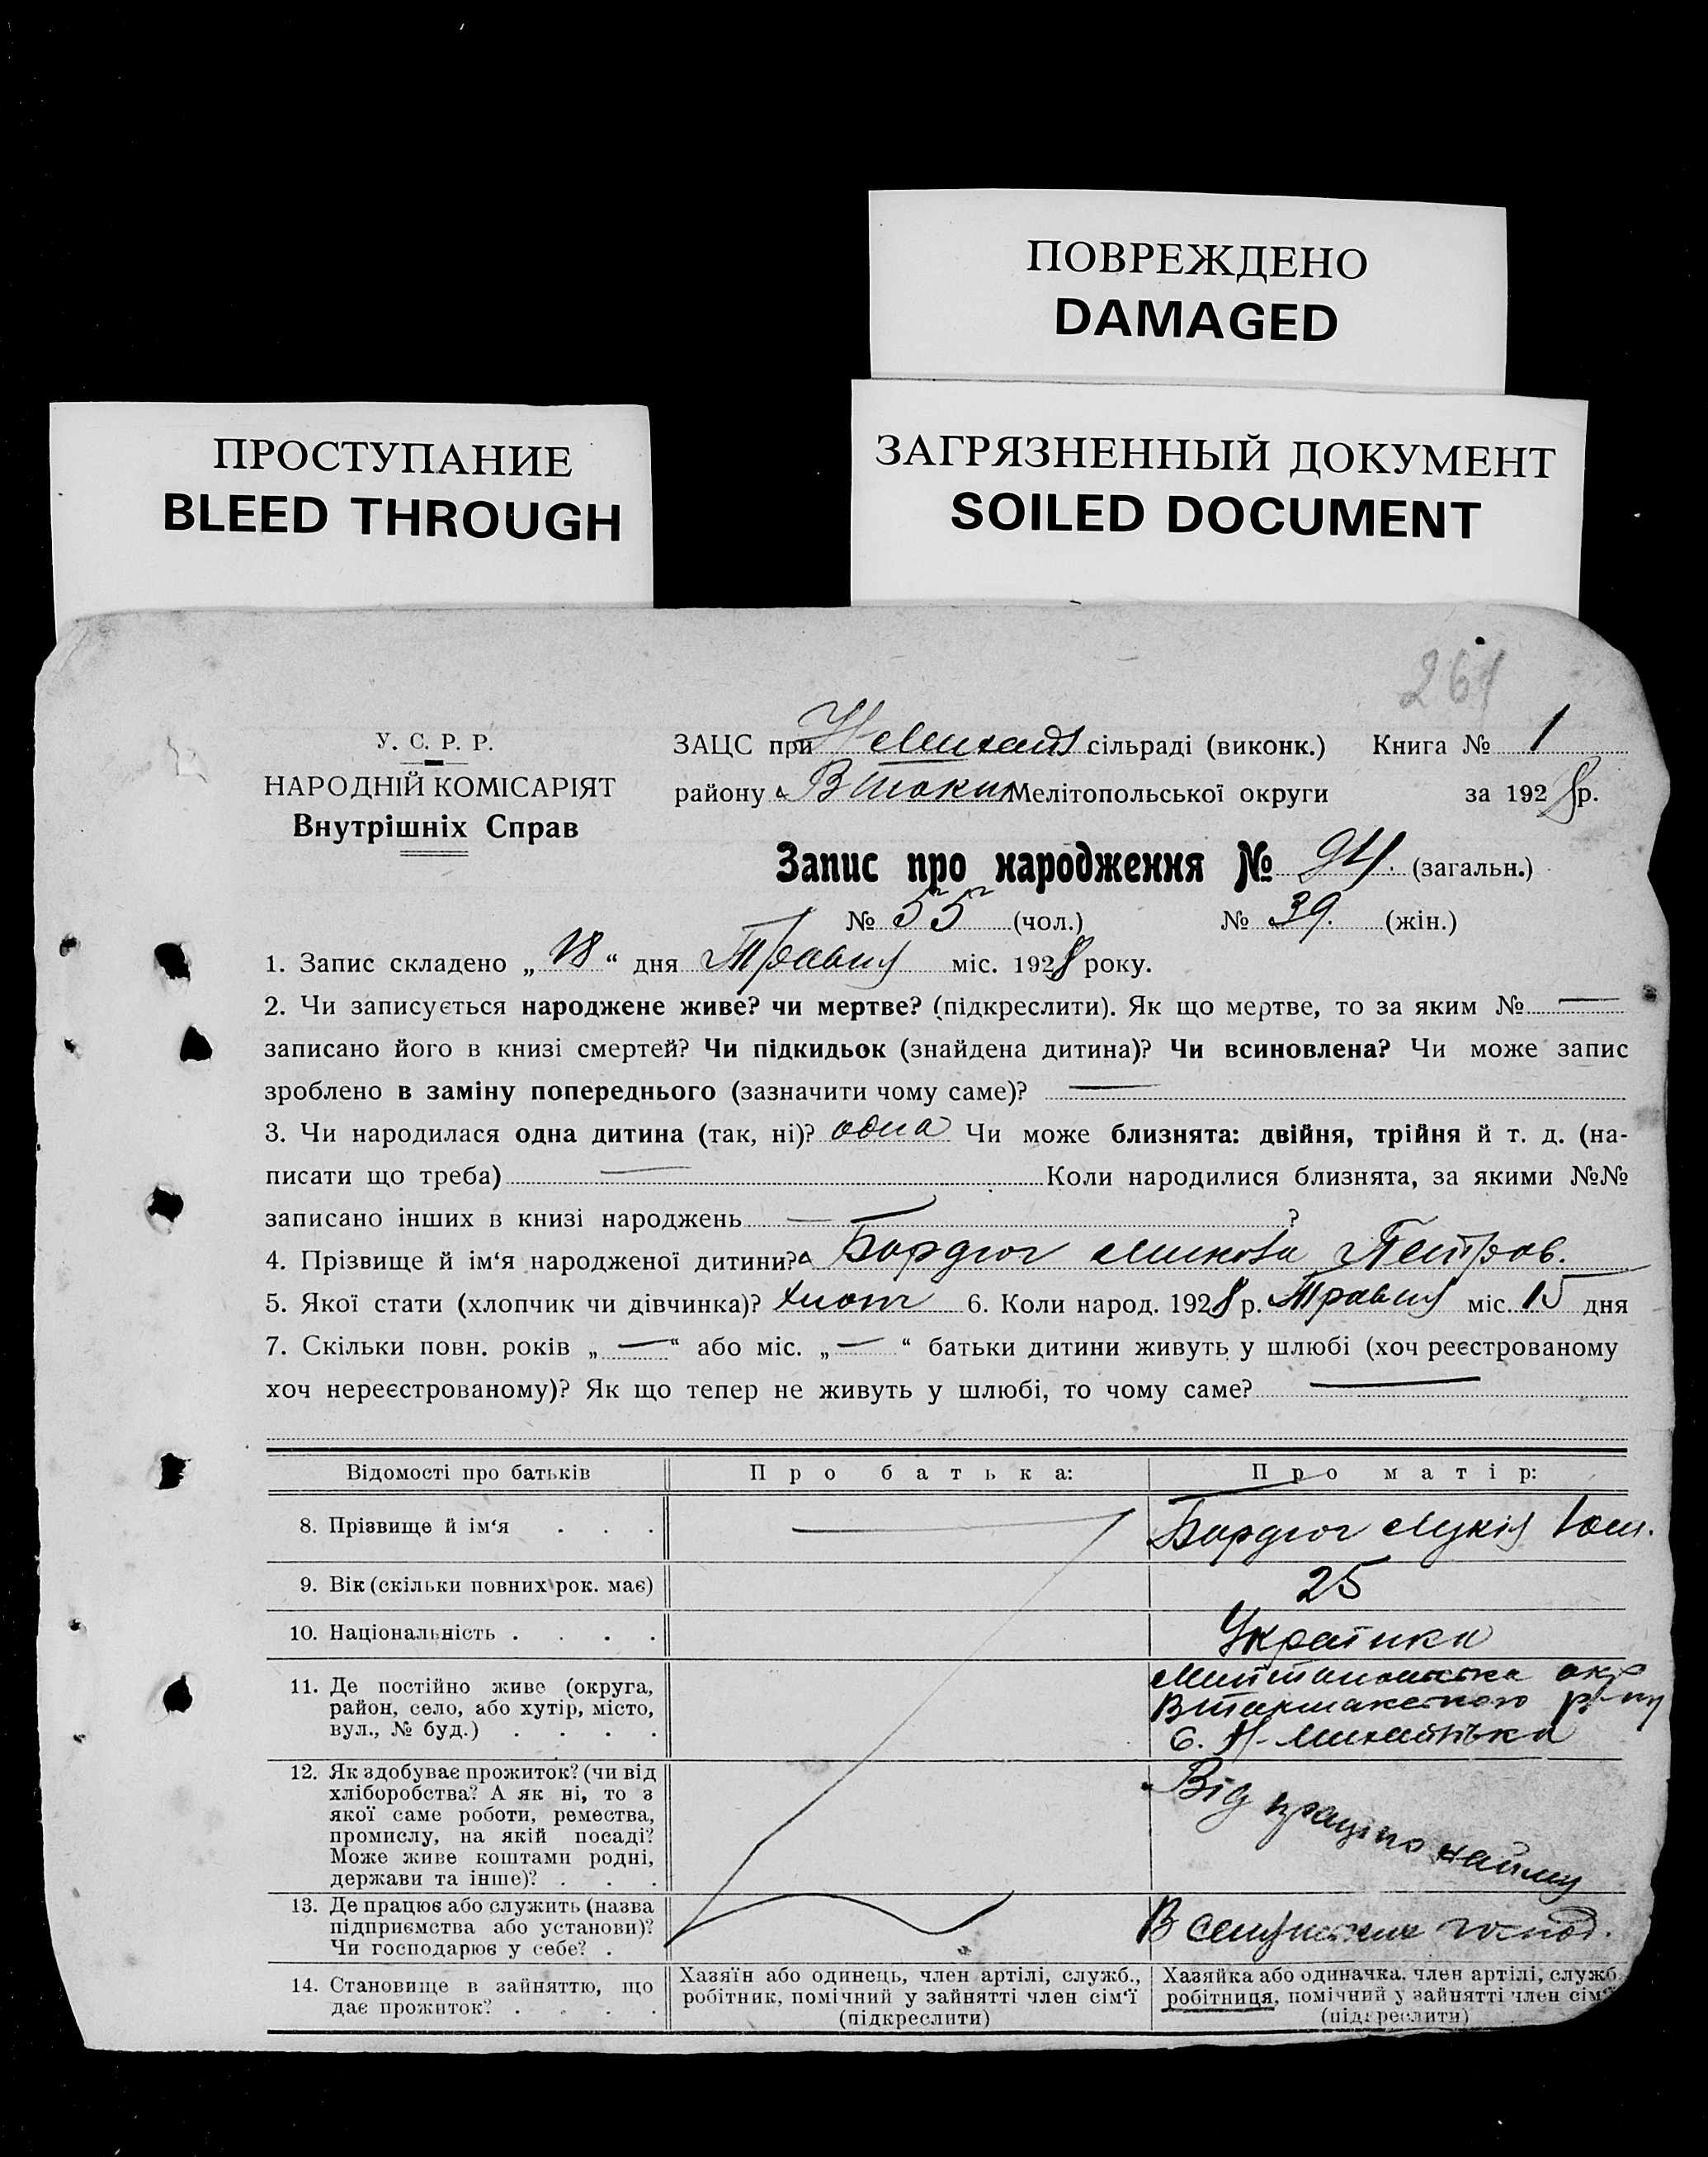 ПОВРЕЖДЕНО
DAMAGED
ПРОСТУПАНИЕ
BLEED THROUGH
ЗАГРЯЗНЕННЫЙ ДОКУМЕНТ
SOILED DOCUMENT
У. С. Р. Р.
НАРОДНІЙ КОМІСАРІЯТ
Внутрішніх Справ
ЗАЦС при сільраді (виконк.) Книга № 1
району Мелітопольської округи за 1928 р.
Запис про народження № 94. (загальн.)
№ 55 (чол.) № 39. (жін.)
1. Запис складено „18“ дня Травня міс. 1928 року.
2. Чи записується народжене живе? чи мертве? (підкреслити). Як що мертве, то за яким № —
записано його в книзі смертей? Чи підкидьок (знайдена дитина)? Чи всиновлена? Чи може запис
зроблено в заміну попереднього (зазначити чому саме)? —
3. Чи народилася одна дитина (так, ні)? одна Чи може близнята: двійня, трійня й т. д. (на-
писати що треба) — Коли народилися близнята, за якими №№
записано інших в книзі народжень — ?
4. Прізвище й ім‘я народженої дитини? Бардюг Микола Петров.
5. Якої стати (хлопчик чи дівчинка)? хлопч 6. Коли народ. 1928 р. Травня міс. 15 дня
7. Скільки повн. років „—“ або міс. „—“ батьки дитини живуть у шлюбі (хоч реєстрованому
хоч нереєстрованому)? Як що тепер не живуть у шлюбі, то чому саме? —
Відомості про батьків Про батька: Про матір:
8. Прізвище й ім‘я . . . — Бардюг Лукія
9. Вік (скільки повних рок. має) 25
10. Національність . . . . Українка
11. Де постійно живе (округа,
район, село, або хутір, місто,
вул., № буд.) . . . .
окр
р-ну
с.
12. Як здобуває прожиток? (чи від
хліборобства? А як ні, то з
якої саме роботи, ремества,
промислу, на якій посаді?
Може живе коштами родні,
держави та інше)? . . .
Від праці по найму
13. Де працює або служить (назва
підприємства або установи)?
Чи господарює у себе? .
В селянськім господ.
14. Становище в зайняттю, що
дає прожиток? . . . .
Хазяїн або одинець, член артілі, служб.,
робітник, помічний у зайнятті член сім‘ї
(підкреслити)
Хазяйка або одиначка, член артілі, служб.
робітниця, помічний у зайнятті член сім‘ї
(підкреслити)